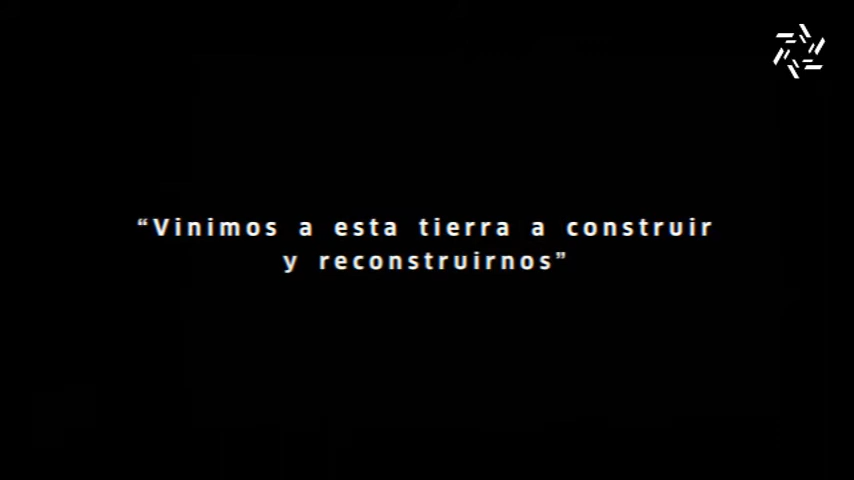 “Vinimos a esta tierra a construir
y reconstruirnos”